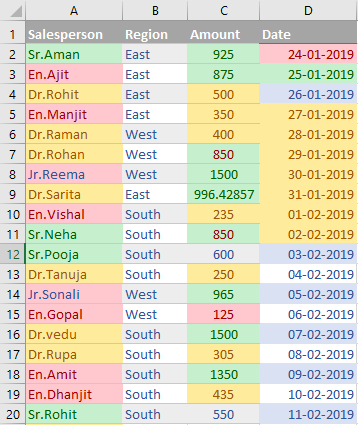 A B C D
1 Salesperson Region Amount Date
2 Sr.Aman East 925 24-01-2019
3 En.Ajit East 875 25-01-2019
4 Dr.Rohit East 500 26-01-2019
5 En.Manjit East 350 27-01-2019
6 Dr.Raman West 400 28-01-2019
7 Dr.Rohan West 850 29-01-2019
8 Jr.Reema West 1500 30-01-2019
9 Dr.Sarita East 996.42857 31-01-2019
10 En.Vishal South 235 01-02-2019
11 Sr.Neha South 850 02-02-2019
12 Sr.Pooja South 600 03-02-2019
13 Dr.Tanuja South 250 04-02-2019
14 Jr.Sonali West 965 05-02-2019
15 En.Gopal West 125 06-02-2019
16 Dr.vedu South 1500 07-02-2019
17 Dr.Rupa South 305 08-02-2019
18 En.Amit South 1350 09-02-2019
19 En.Dhanjit South 435 10-02-2019
20 Sr.Rohit South 550 11-02-2019